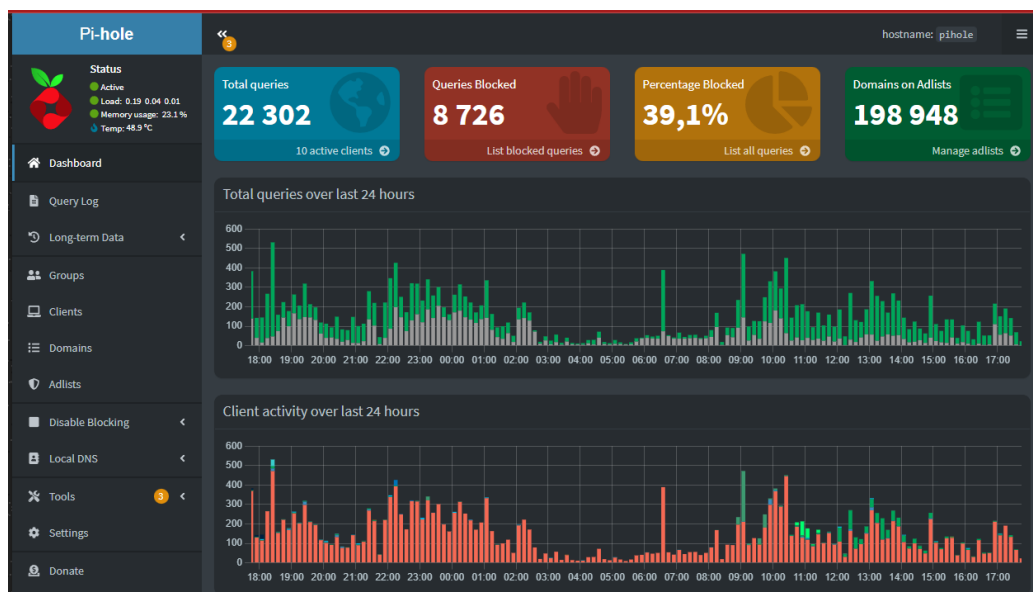 Pi-hole
3
hostname: pihole
Status
Active
Load: 0.19 0.04 0.01
Memory usage: 23.1 %
Temp: 48.9 °C
Dashboard
Query Log
Long-term Data
Groups
Clients
Domains
Adlists
Disable Blocking
Local DNS
Tools 3
Settings
Donate
Total queries
22 302
10 active clients
Queries Blocked
8 726
List blocked queries
Percentage Blocked
39,1%
List all queries
Domains on Adlists
198 948
Manage adlists
Total queries over last 24 hours
600
500
400
300
200
100
0
18:00 19:00 20:00 21:00 22:00 23:00 00:00 01:00 02:00 03:00 04:00 05:00 06:00 07:00 08:00 09:00 10:00 11:00 12:00 13:00 14:00 15:00 16:00 17:00
Client activity over last 24 hours
600
500
400
300
200
100
0
18:00 19:00 20:00 21:00 22:00 23:00 00:00 01:00 02:00 03:00 04:00 05:00 06:00 07:00 08:00 09:00 10:00 11:00 12:00 13:00 14:00 15:00 16:00 17:00